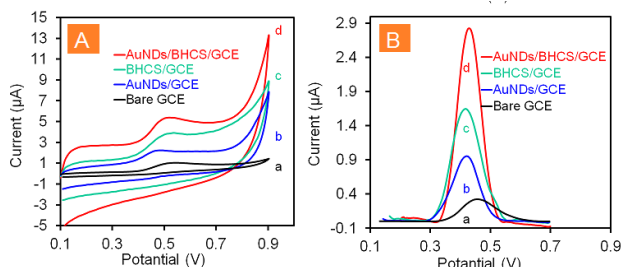 A
15
13
11
9
7
5
3
1
-1
-3
-5
Current (µA)
AuNDs/BHCS/GCE
BHCS/GCE
AuNDs/GCE
Bare GCE
d
c
b
a
0.1 0.3 0.5 0.7 0.9
Potential (V)
B
2.9
2.4
1.9
1.4
0.9
0.4
-0.1
Current (µA)
AuNDs/BHCS/GCE
BHCS/GCE
AuNDs/GCE
Bare GCE
d
c
b
a
0.1 0.3 0.5 0.7 0.9
Potential (V)